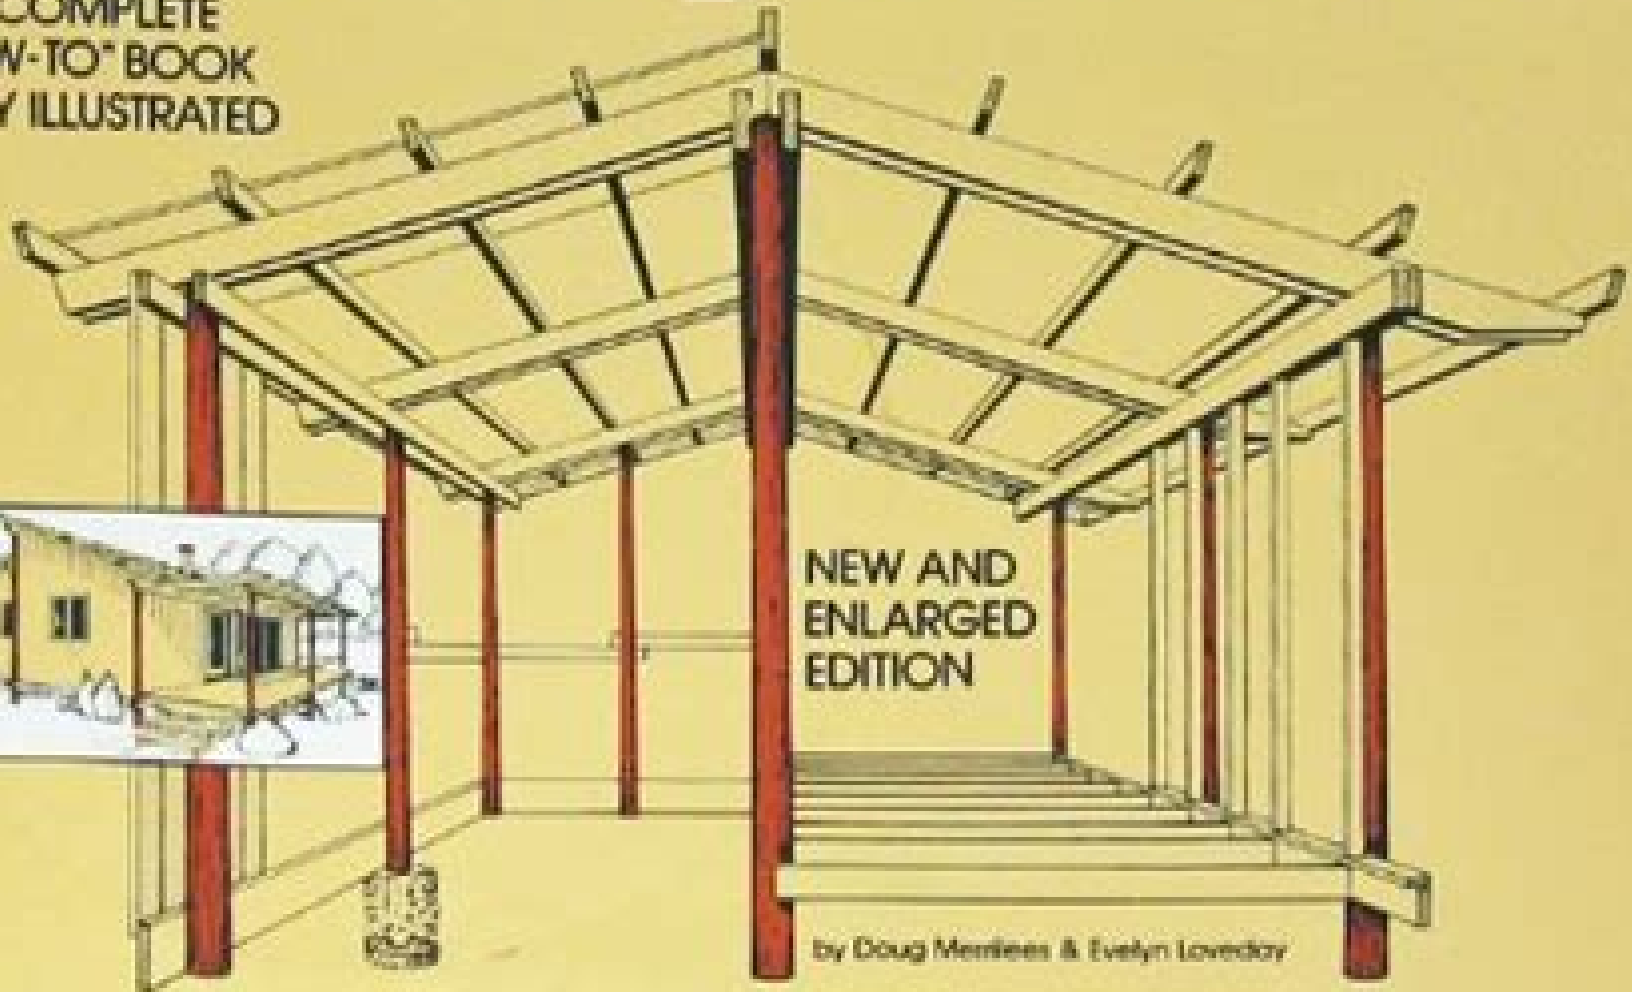 COMPLETE
W-TO" BOOK
Y ILLUSTRATED
NEW AND
ENLARGED
EDITION
by Doug Merrilees & Evelyn Loveday